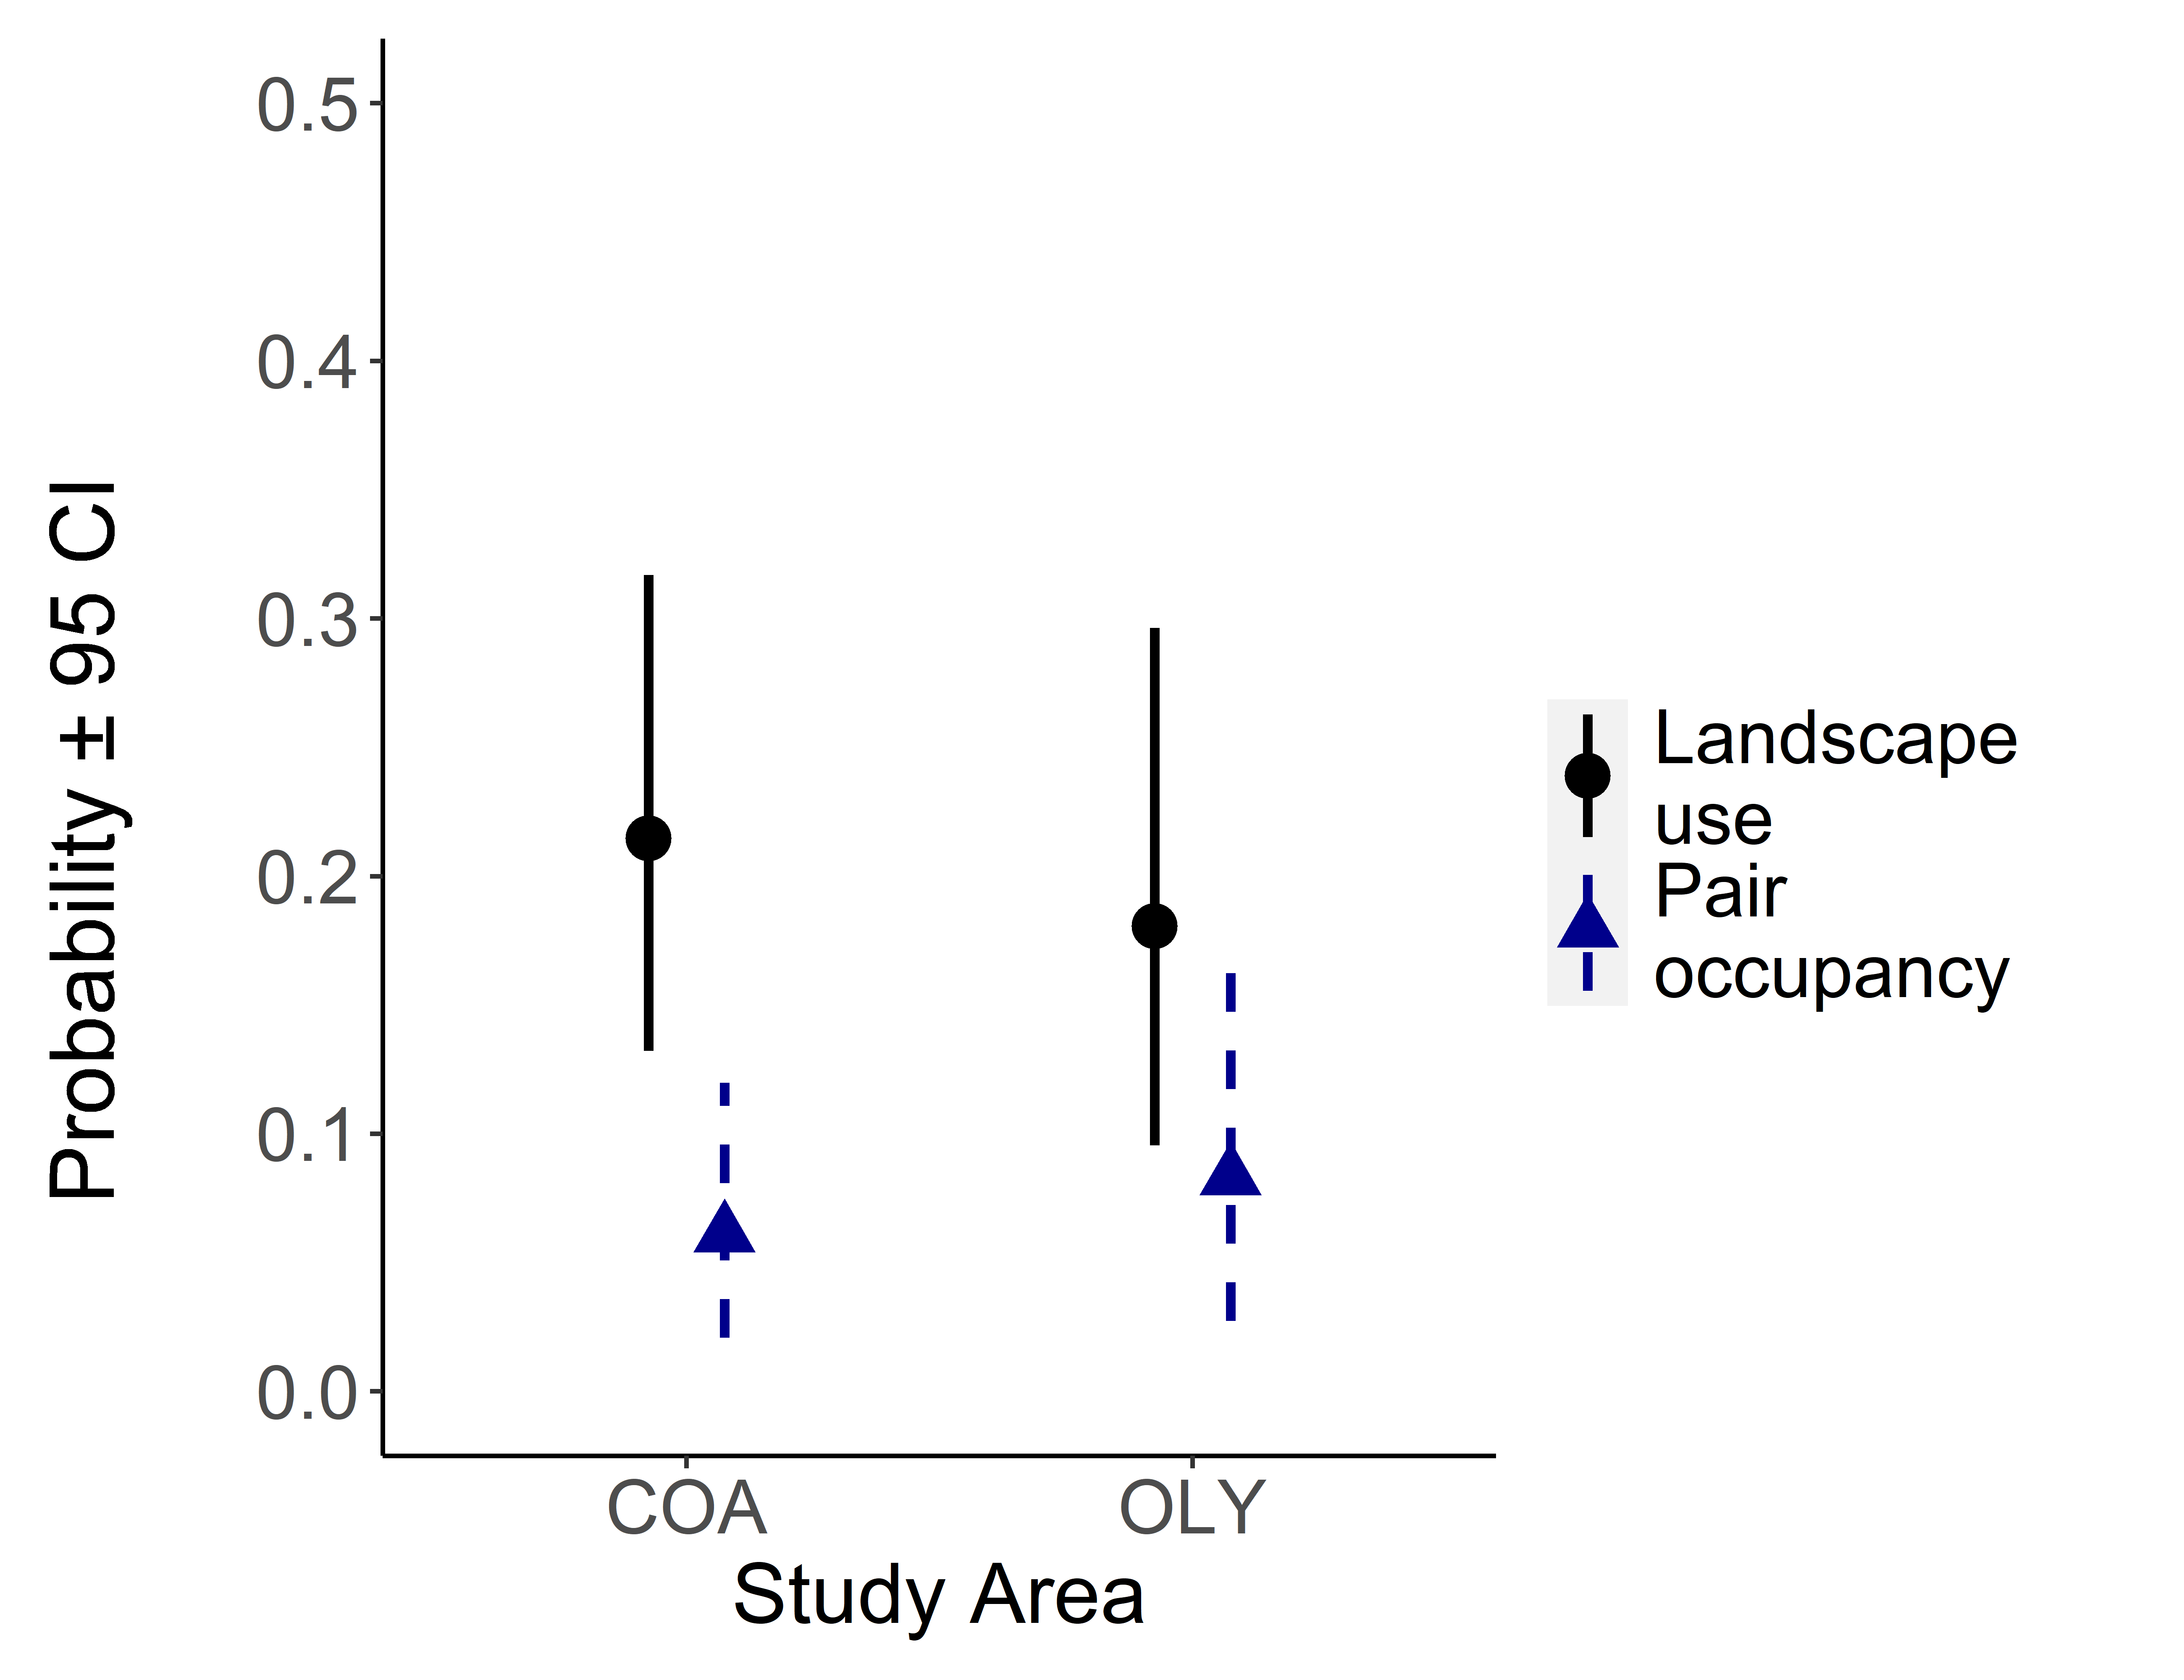 Probability ± 95 CI
0.5
0.4
0.3
0.2
0.1
0.0
COA
OLY
Study Area
Landscape
use
Pair
occupancy